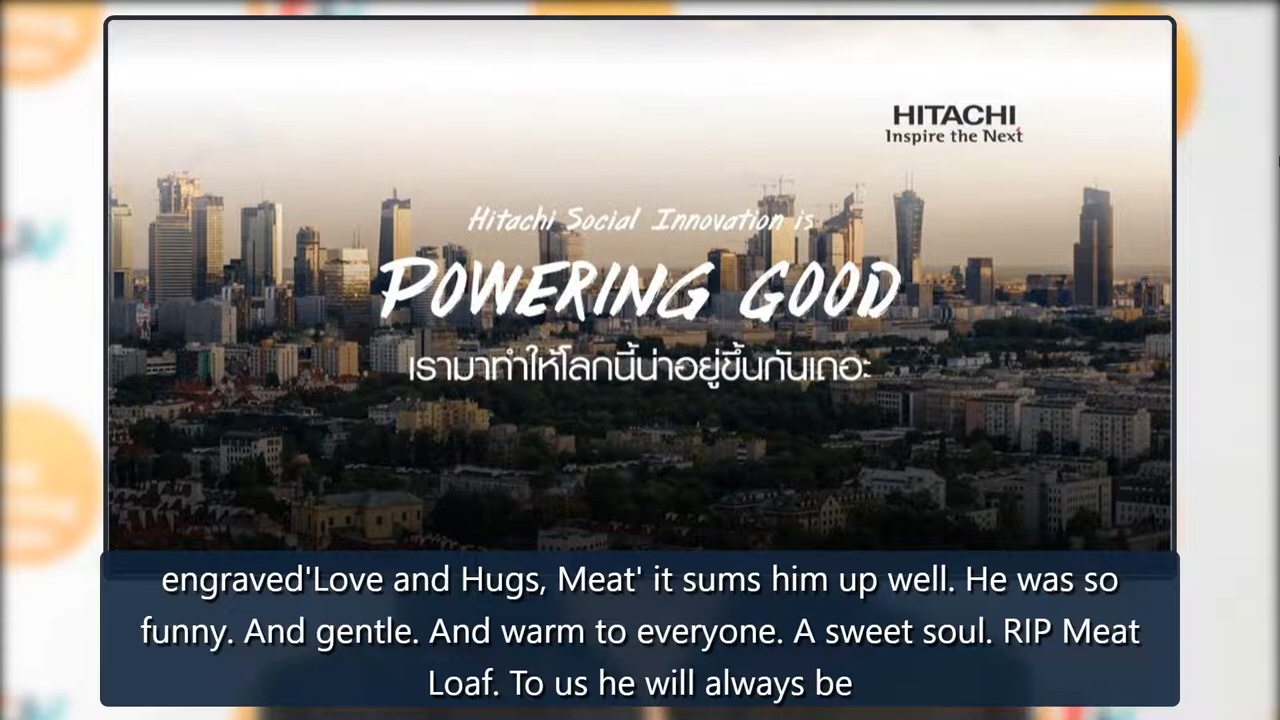 HITACHI
Inspire the Next
Hitachi Social Innovation is
POWERING GOOD
เรามาทำให้โลกนี้น่าอยู่ขึ้นกันเถอะ
engraved'Love and Hugs, Meat' it sums him up well. He was so
funny. And gentle. And warm to everyone. A sweet soul. RIP Meat
Loaf. To us he will always be